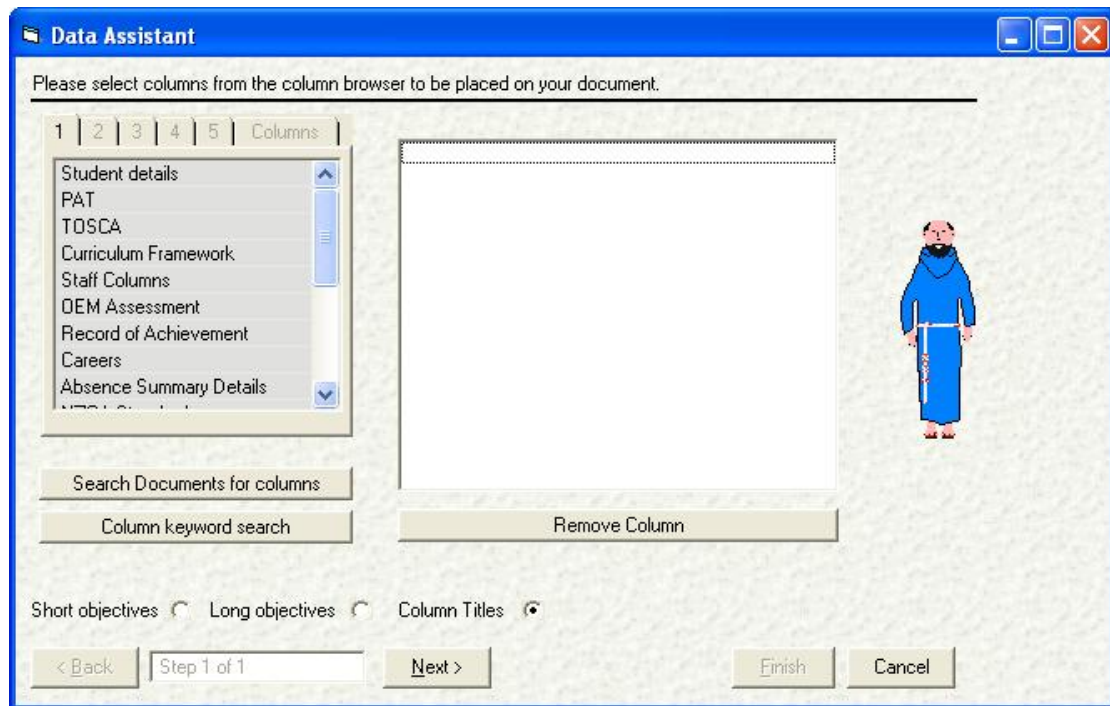 Data Assistant
Please select columns from the column browser to be placed on your document.
1 2 3 4 5 Columns
Student details
PAT
TOSCA
Curriculum Framework
Staff Columns
OEM Assessment
Record of Achievement
Careers
Absence Summary Details
Search Documents for columns
Column keyword search
Remove Column
Short objectives Long objectives Column Titles
< Back Step 1 of 1 Next > Finish Cancel